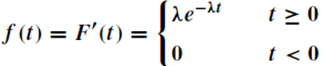 f(t) = F′(t) = { λe^{−λt} t ≥ 0
0 t < 0